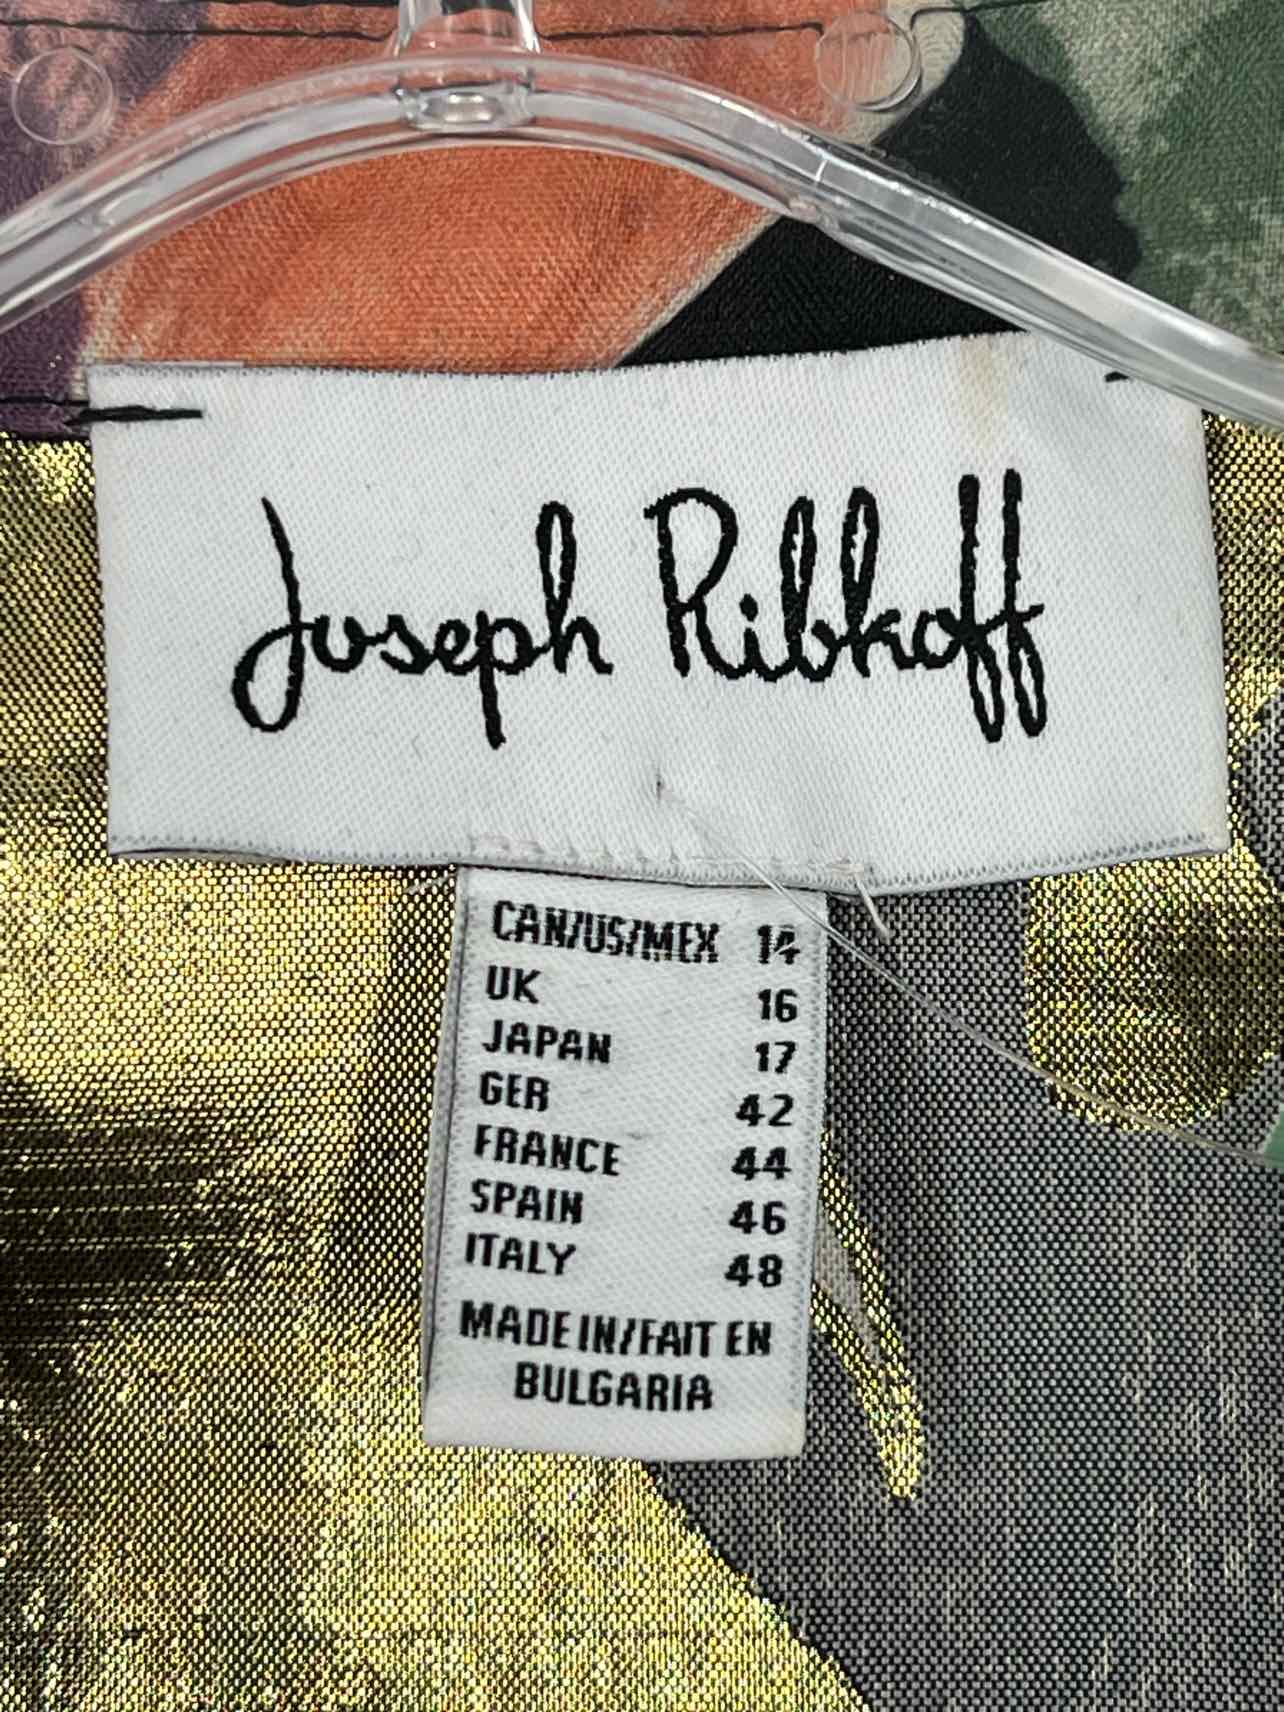 Joseph Ribkoff
CAN/US/MEX 14
UK 16
JAPAN 17
GER 42
FRANCE 44
SPAIN 46
ITALY 48
MADE IN/FAIT EN
BULGARIA